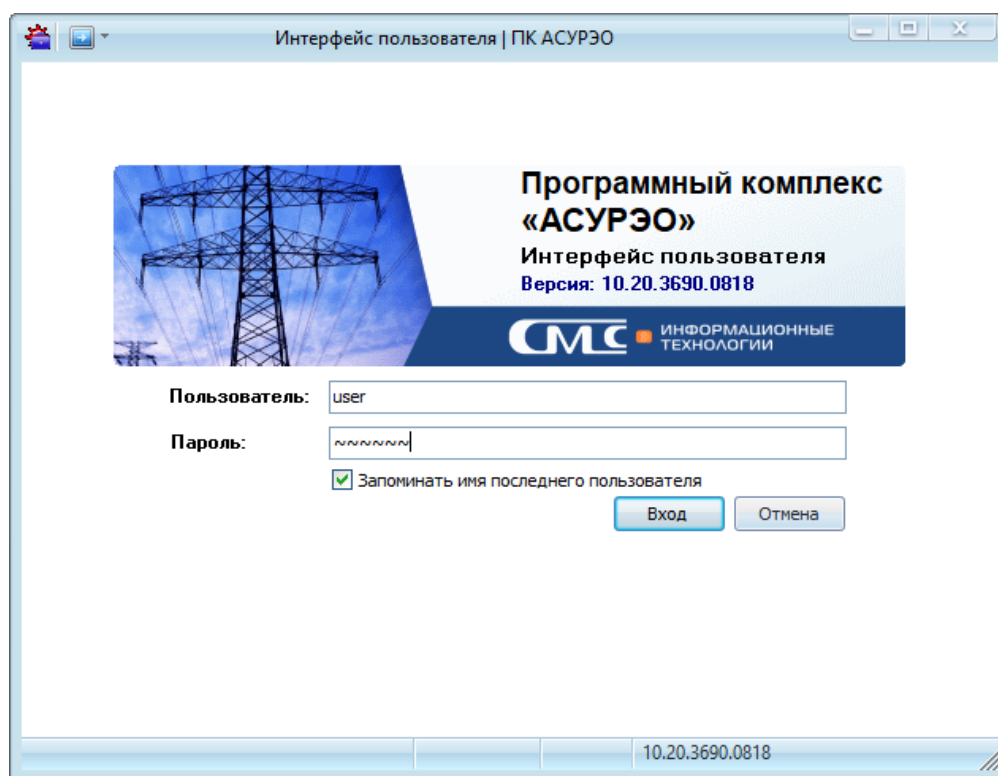 Интерфейс пользователя | ПК АСУРЭО
Программный комплекс
«АСУРЭО»
Интерфейс пользователя
Версия: 10.20.3690.0818
СМС ИНФОРМАЦИОННЫЕ
ТЕХНОЛОГИИ
Пользователь: user
Пароль: ~~~~~~
Запоминать имя последнего пользователя
Вход Отмена
10.20.3690.0818